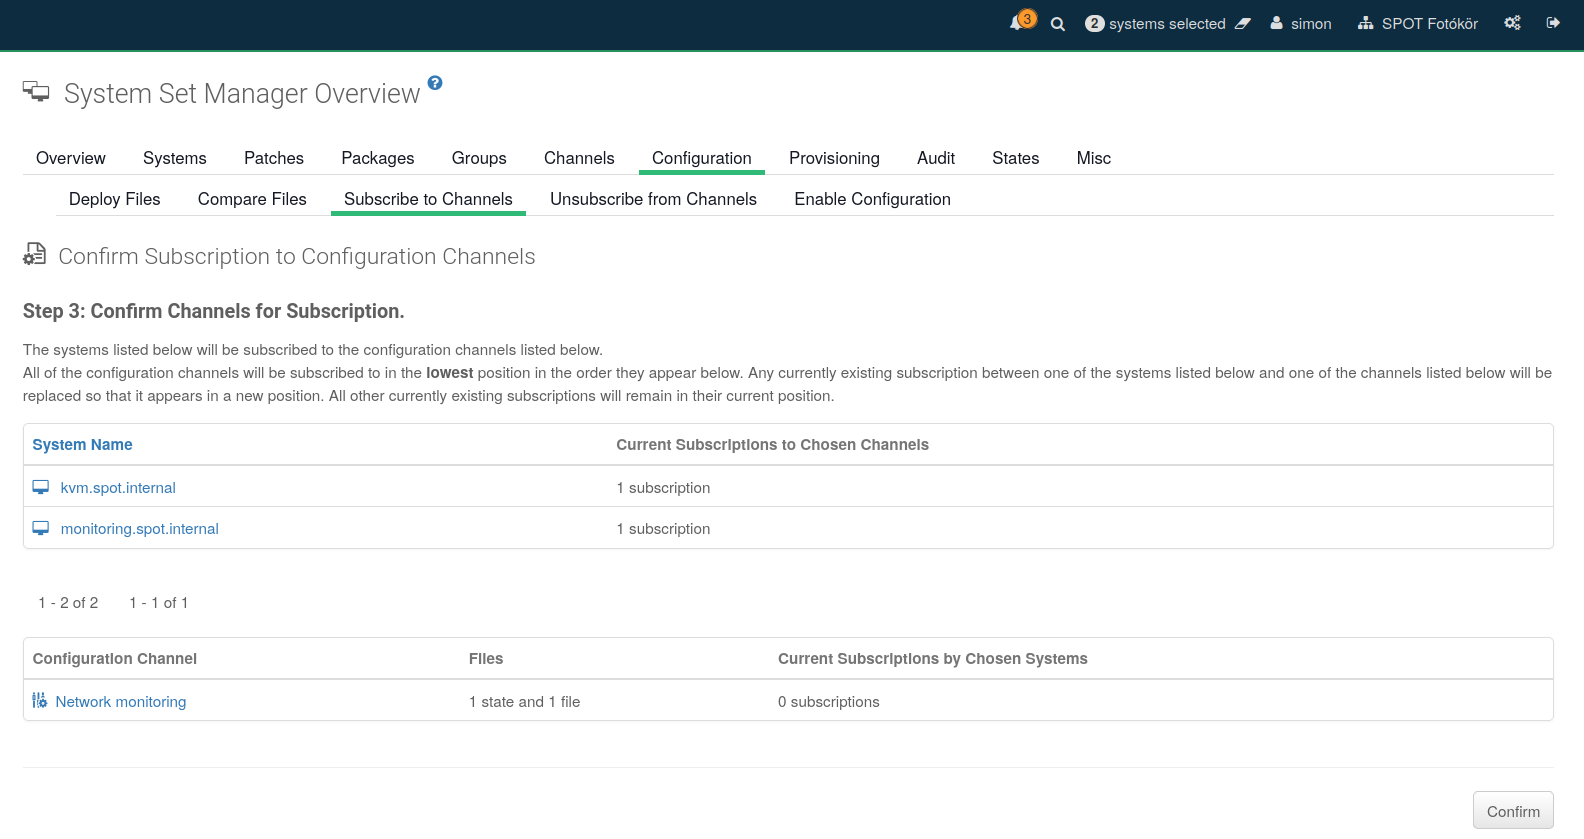 3
2 systems selected simon SPOT Fotókör
System Set Manager Overview ?
Overview Systems Patches Packages Groups Channels Configuration Provisioning Audit States Misc
Deploy Files Compare Files Subscribe to Channels Unsubscribe from Channels Enable Configuration
Confirm Subscription to Configuration Channels
Step 3: Confirm Channels for Subscription.
The systems listed below will be subscribed to the configuration channels listed below.
All of the configuration channels will be subscribed to in the lowest position in the order they appear below. Any currently existing subscription between one of the systems listed below and one of the channels listed below will be
replaced so that it appears in a new position. All other currently existing subscriptions will remain in their current position.
System Name Current Subscriptions to Chosen Channels
kvm.spot.internal 1 subscription
monitoring.spot.internal 1 subscription
1 - 2 of 2 1 - 1 of 1
Configuration Channel Files Current Subscriptions by Chosen Systems
Network monitoring 1 state and 1 file 0 subscriptions
Confirm